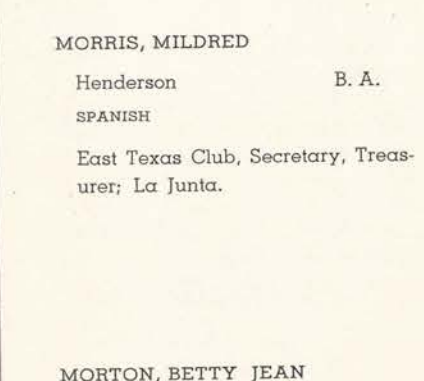 MORRIS, MILDRED
Henderson B. A.
SPANISH
East Texas Club, Secretary, Treas-
urer; La Junta.
MORTON, BETTY JEAN